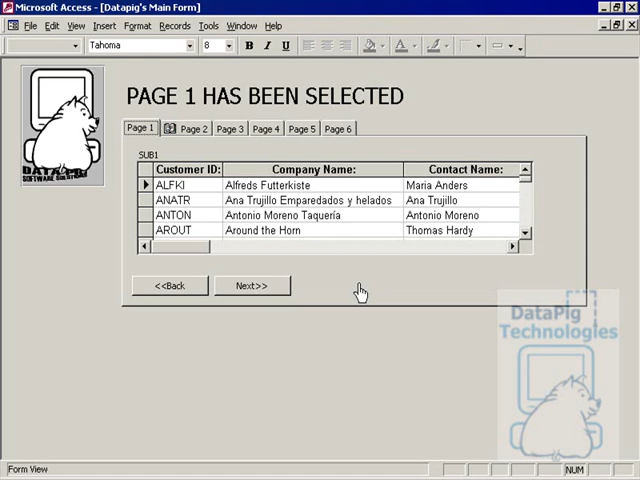 Microsoft Access - [Datapig's Main Form]
File Edit View Insert Format Records Tools Window Help
Tahoma 8 B I U
DATA PIG
SOFTWARE SOLUTIONS
PAGE 1 HAS BEEN SELECTED
Page 1 Page 2 Page 3 Page 4 Page 5 Page 6
SUB1
Customer ID: Company Name: Contact Name:
ALFKI Alfreds Futterkiste Maria Anders
ANATR Ana Trujillo Emparedados y helados Ana Trujillo
ANTON Antonio Moreno Taquería Antonio Moreno
AROUT Around the Horn Thomas Hardy
<<Back Next>>
DataPig
Technologies
Form View NUM